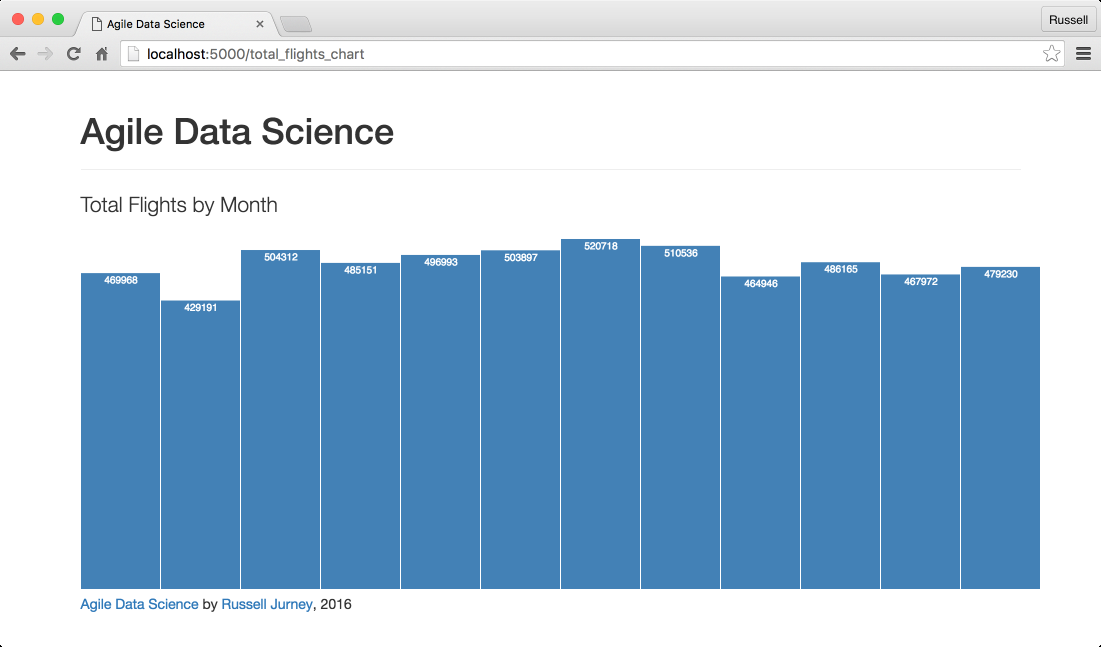 Agile Data Science
Russell
localhost:5000/total_flights_chart
Agile Data Science
Total Flights by Month
469968
429191
504312
485151
496993
503897
520718
510536
464946
486165
467972
479230
Agile Data Science by Russell Jurney, 2016